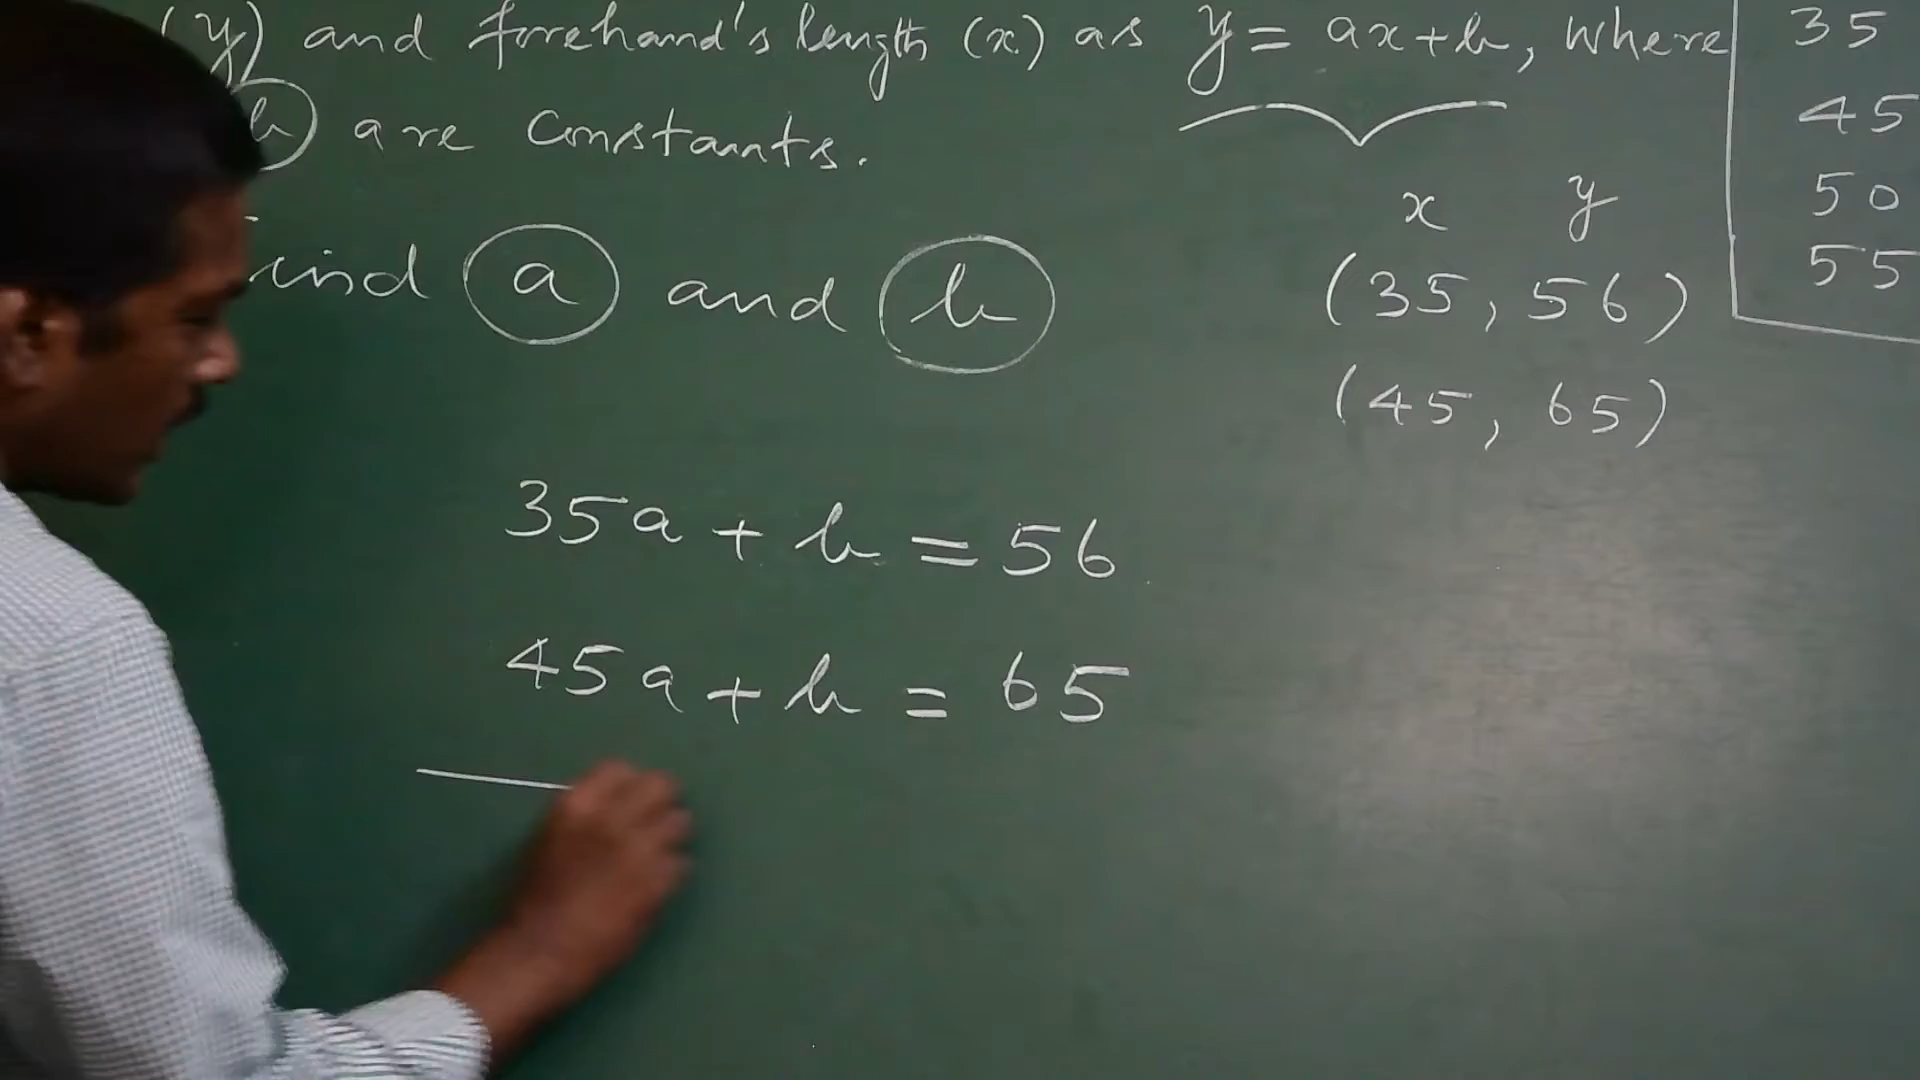 (y) and forehand's length (x) as y = ax+b, where
b are constants.
ind a and b
x y
(35, 56)
(45, 65)
35
45
50
55
35a + b = 56
45a + b = 65